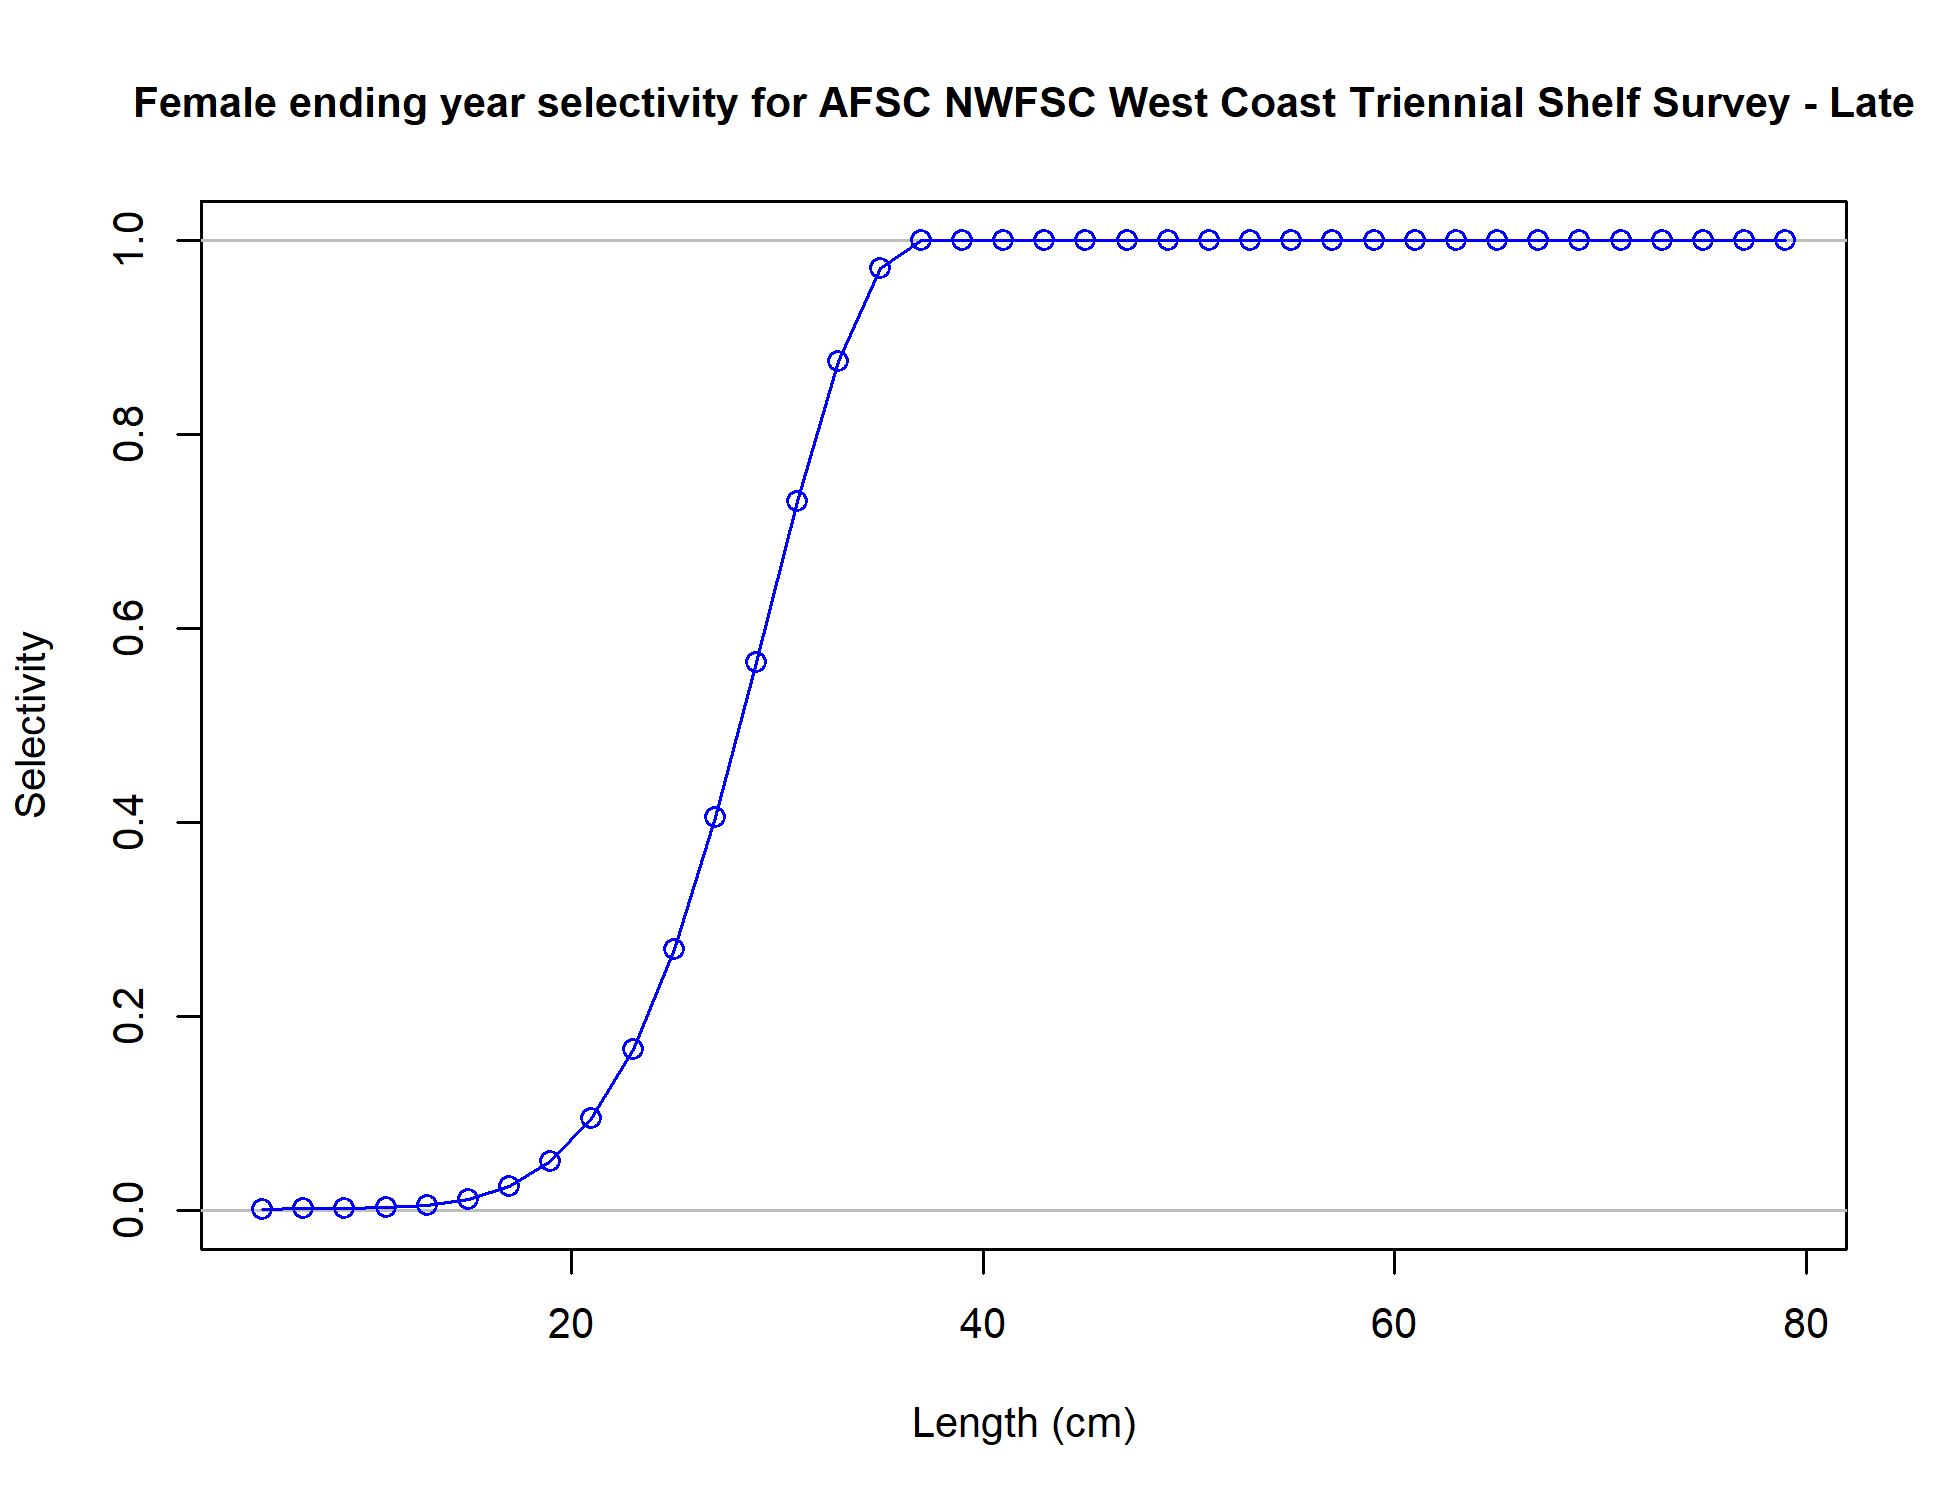 Female ending year selectivity for AFSC NWFSC West Coast Triennial Shelf Survey - Late
1.0
0.8
0.6
0.4
0.2
0.0
Selectivity
20 40 60 80
Length (cm)